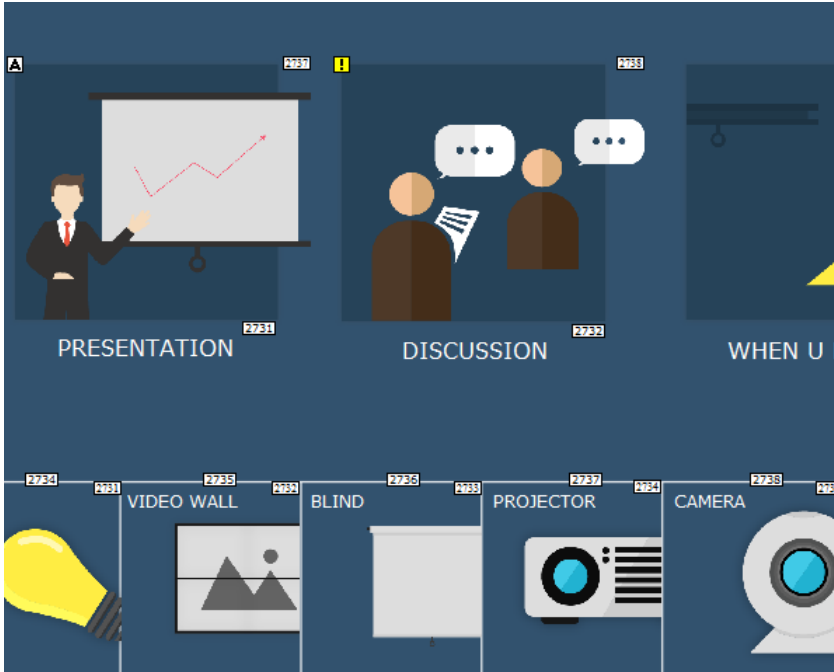 A
2737
!
2738
2731
PRESENTATION
2732
DISCUSSION
WHEN U
2734
2731
2735
2732
2736
2733
2737
2734
2738
VIDEO WALL
BLIND
PROJECTOR
CAMERA